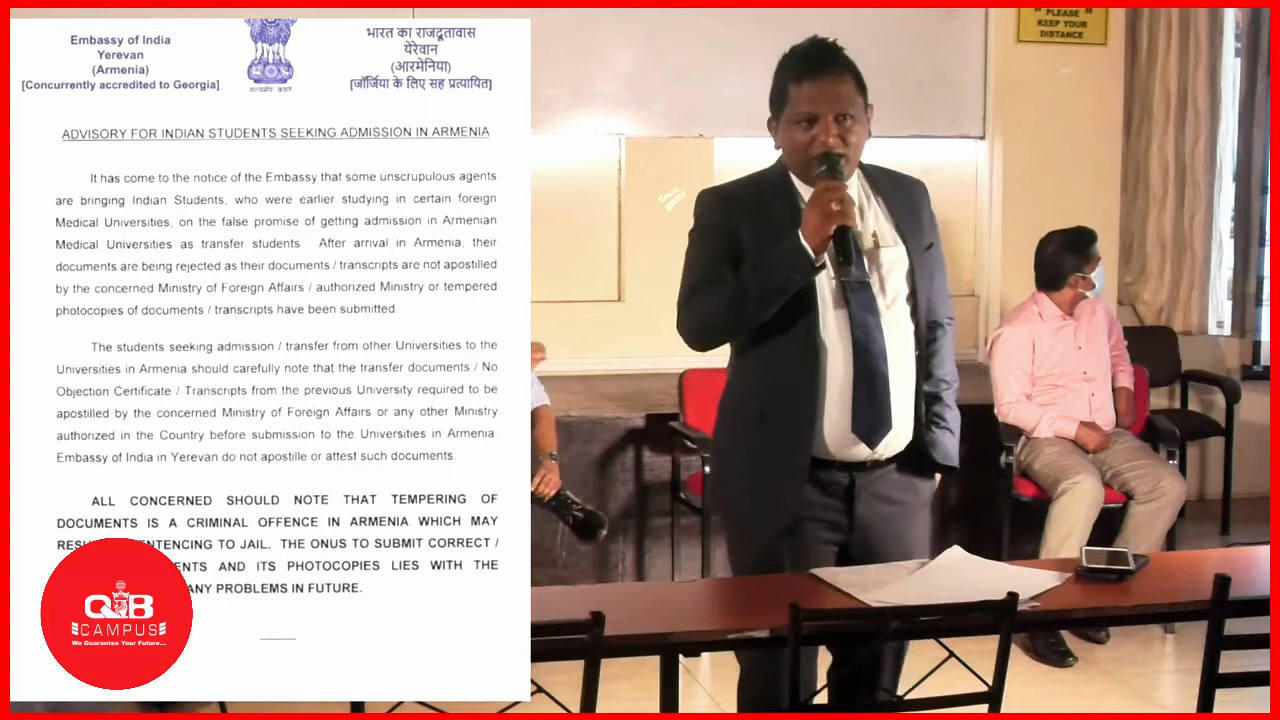 Embassy of India
Yerevan
(Armenia)
[Concurrently accredited to Georgia]
सत्यमेव जयते
भारत का राजदूतावास
येरेवान
(आरमेनिया)
[जॉर्जिया के लिए सह प्रत्यायित]
ADVISORY FOR INDIAN STUDENTS SEEKING ADMISSION IN ARMENIA
It has come to the notice of the Embassy that some unscrupulous agents
are bringing Indian Students, who were earlier studying in certain foreign
Medical Universities, on the false promise of getting admission in Armenian
Medical Universities as transfer students After arrival in Armenia, their
documents are being rejected as their documents / transcripts are not apostilled
by the concerned Ministry of Foreign Affairs / authorized Ministry or tempered
photocopies of documents / transcripts have been submitted.
The students seeking admission / transfer from other Universities to the
Universities in Armenia should carefully note that the transfer documents / No
Objection Certificate / Transcripts from the previous University required to be
apostilled by the concerned Ministry of Foreign Affairs or any other Ministry
authorized in the Country before submission to the Universities in Armenia.
Embassy of India in Yerevan do not apostille or attest such documents.
ALL CONCERNED SHOULD NOTE THAT TEMPERING OF
DOCUMENTS IS A CRIMINAL OFFENCE IN ARMENIA WHICH MAY
SENTENCING TO JAIL. THE ONUS TO SUBMIT CORRECT /
AND ITS PHOTOCOPIES LIES WITH THE
ANY PROBLEMS IN FUTURE.
QB
CAMPUS
We Guarantee Your Future...
" PLEASE "
KEEP YOUR
DISTANCE